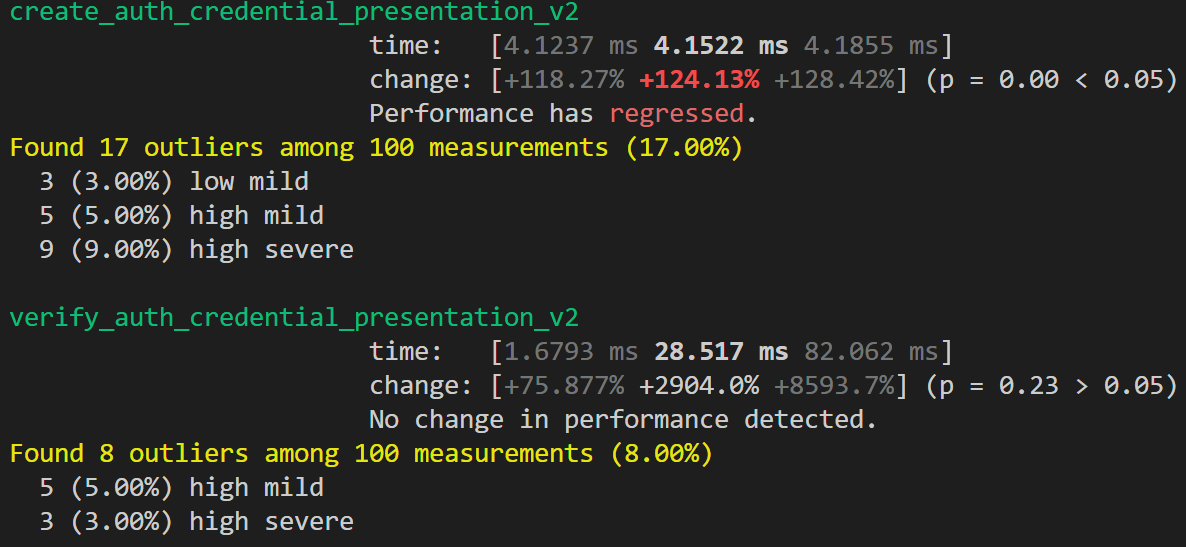 create_auth_credential_presentation_v2
time: [4.1237 ms 4.1522 ms 4.1855 ms]
change: [+118.27% +124.13% +128.42%] (p = 0.00 < 0.05)
Performance has regressed.
Found 17 outliers among 100 measurements (17.00%)
3 (3.00%) low mild
5 (5.00%) high mild
9 (9.00%) high severe
verify_auth_credential_presentation_v2
time: [1.6793 ms 28.517 ms 82.062 ms]
change: [+75.877% +2904.0% +8593.7%] (p = 0.23 > 0.05)
No change in performance detected.
Found 8 outliers among 100 measurements (8.00%)
5 (5.00%) high mild
3 (3.00%) high severe